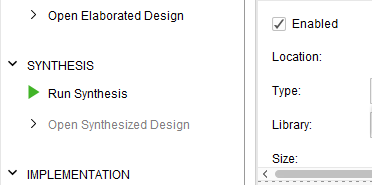 Open Elaborated Design
SYNTHESIS
Run Synthesis
Open Synthesized Design
IMPLEMENTATION
Enabled
Location:
Type:
Library:
Size: